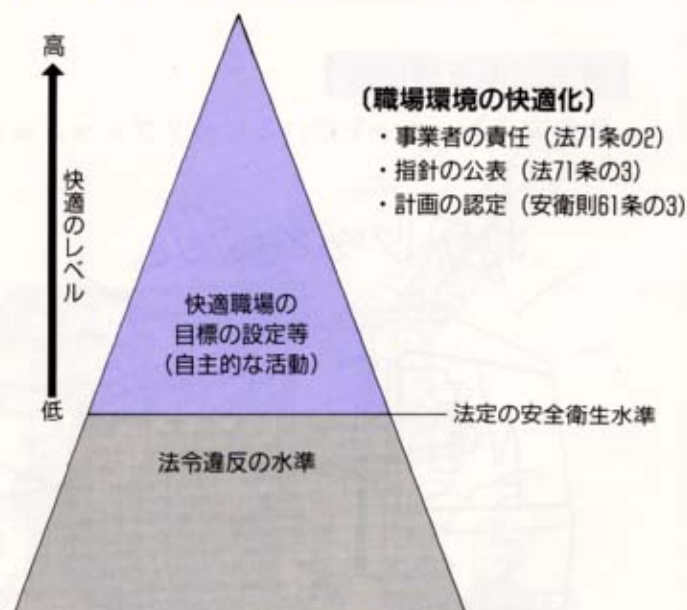 高
快適のレベル
低
〔職場環境の快適化〕
・事業者の責任（法71条の2）
・指針の公表（法71条の3）
・計画の認定（安衛則61条の3）
快適職場の
目標の設定等
（自主的な活動）
法定の安全衛生水準
法令違反の水準